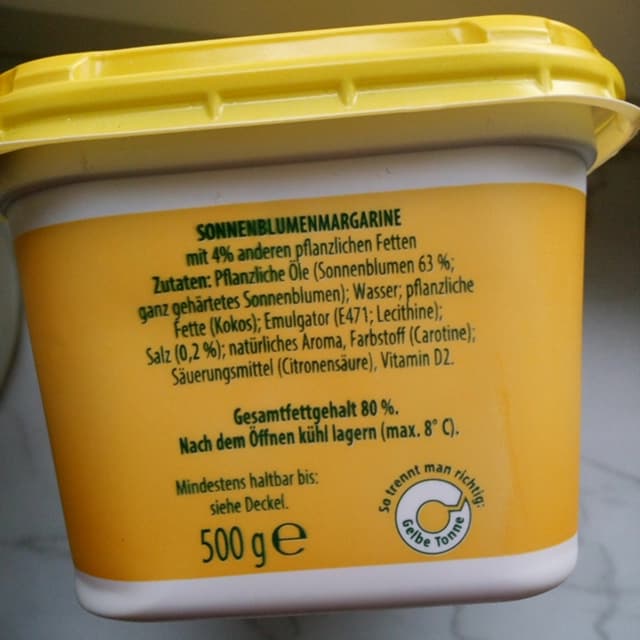 SONNENBLUMENMARGARINE
mit 4% anderen pflanzlichen Fetten
Zutaten: Pflanzliche Öle (Sonnenblumen 63 %;
ganz gehärtetes Sonnenblumen); Wasser; pflanzliche
Fette (Kokos); Emulgator (E471; Lecithine);
Salz (0,2 %); natürliches Aroma, Farbstoff (Carotine);
Säuerungsmittel (Citronensäure), Vitamin D2.
Gesamtfettgehalt 80 %.
Nach dem Öffnen kühl lagern (max. 8° C).
Mindestens haltbar bis:
siehe Deckel.
500 g e
So trennt man richtig:
Gelbe Tonne